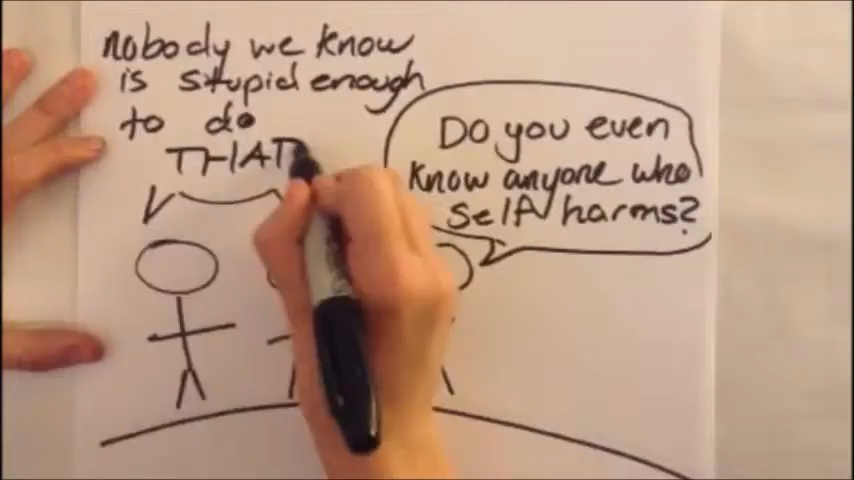 nobody we know
is stupid enough
to do
THAT
Do you even
know anyone who
self harms?